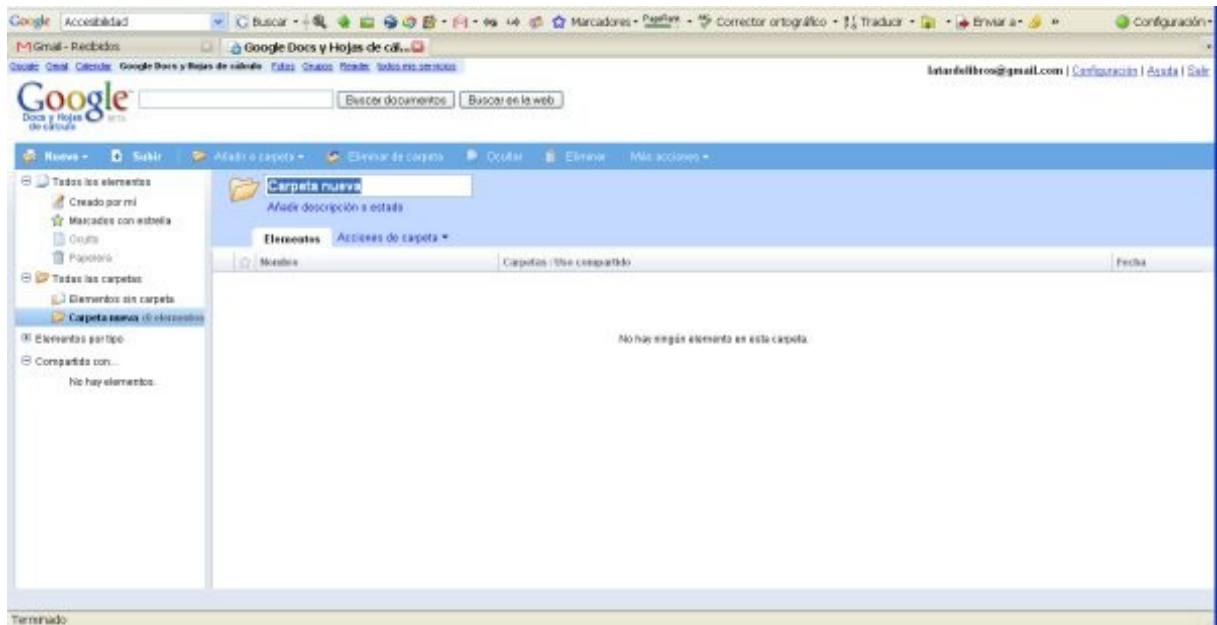 Google Accesibilidad Buscar Marcadores PageRank Corrector ortográfico Traducir Enviar a » Configuración
Gmail - Recibidos Google Docs y Hojas de cál...
Gmail Calendar Google Docs y Hojas de cálculo Fotos Grupos Reader Todos mis servicios
latardelibros@gmail.com | Configuración | Ayuda | Salir
Google
Docs y Hojas de cálculo BETA
Buscar documentos Buscar en la web
Nuevo Subir Añadir a carpeta Eliminar de carpeta Ocultar Eliminar Más acciones
Todos los elementos
Creado por mí
Marcados con estrella
Oculto
Papelera
Todas las carpetas
Elementos sin carpeta
Carpeta nueva (0 elementos
Elementos por tipo
Compartido con...
No hay elementos.
Carpeta nueva
Añadir descripción o estado
Elementos Acciones de carpeta
Nombre Carpetas / Uso compartido Fecha
No hay ningún elemento en esta carpeta.
Terminado